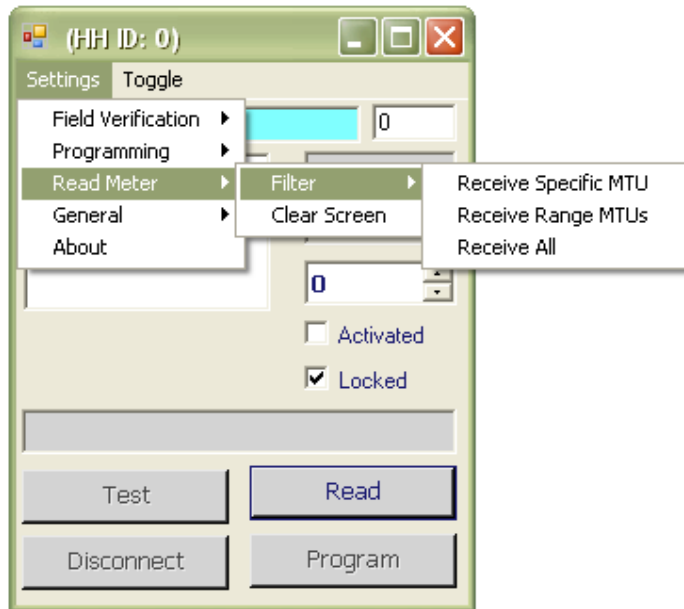 (HH ID: 0)
Settings Toggle
Field Verification 0
Programming
Read Meter Filter Receive Specific MTU
General Clear Screen Receive Range MTUs
About Receive All
0
Activated
Locked
Test Read
Disconnect Program